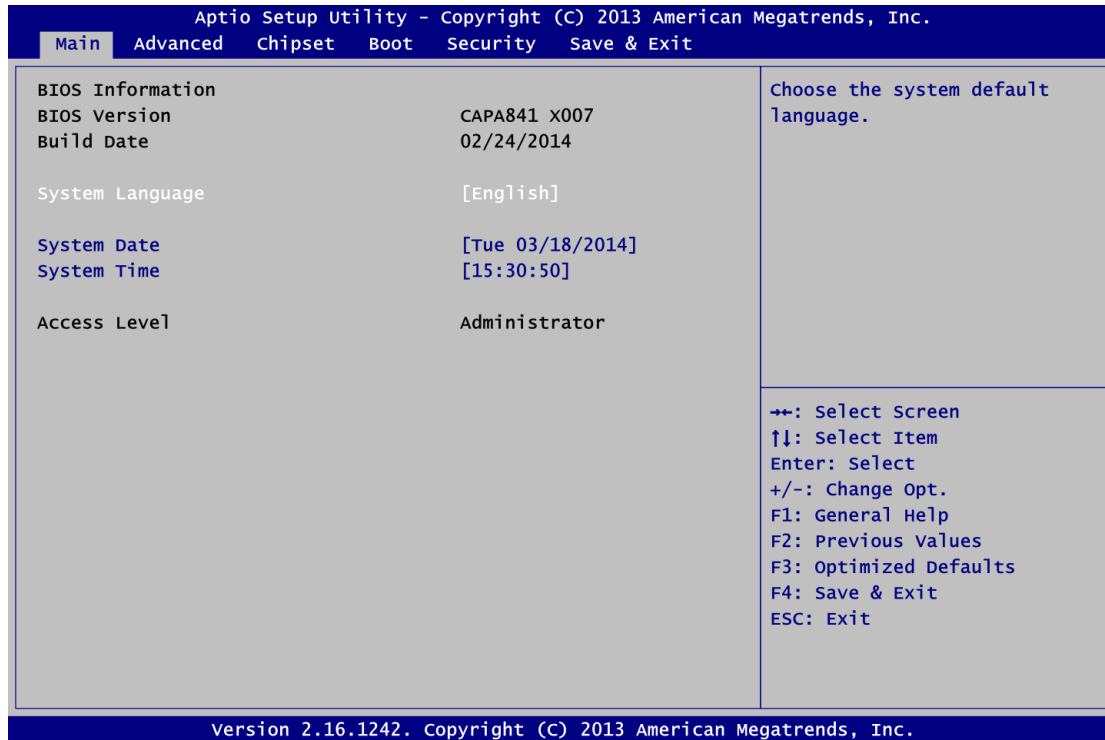 Aptio Setup Utility - Copyright (C) 2013 American Megatrends, Inc.
Main Advanced Chipset Boot Security Save & Exit
BIOS Information
BIOS Version CAPA841 X007
Build Date 02/24/2014
System Language [English]
System Date [Tue 03/18/2014]
System Time [15:30:50]
Access Level Administrator
Choose the system default
language.
→←: Select Screen
↑↓: Select Item
Enter: Select
+/-: Change Opt.
F1: General Help
F2: Previous Values
F3: Optimized Defaults
F4: Save & Exit
ESC: Exit
Version 2.16.1242. Copyright (C) 2013 American Megatrends, Inc.